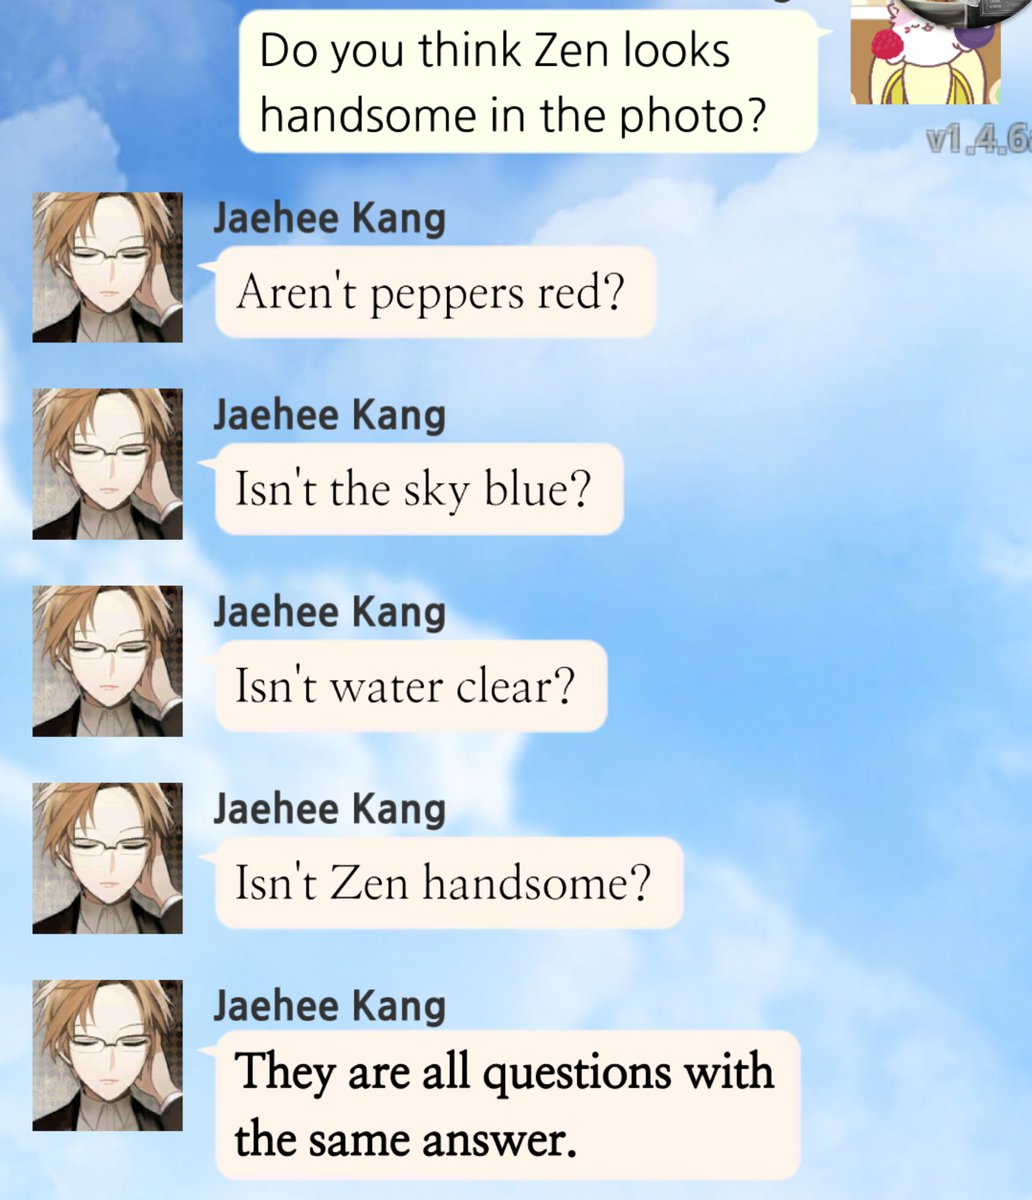 Do you think Zen looks
handsome in the photo?
v1.4.6
Jaehee Kang
Aren't peppers red?
Jaehee Kang
Isn't the sky blue?
Jaehee Kang
Isn't water clear?
Jaehee Kang
Isn't Zen handsome?
Jaehee Kang
They are all questions with
the same answer.